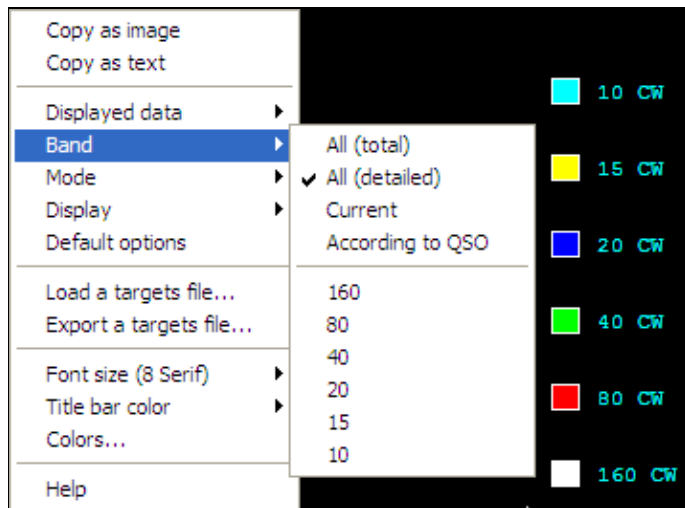 Copy as image
Copy as text
Displayed data
Band
Mode
Display
Default options
Load a targets file...
Export a targets file...
Font size (8 Serif)
Title bar color
Colors...
Help
All (total)
All (detailed)
Current
According to QSO
160
80
40
20
15
10
10 CW
15 CW
20 CW
40 CW
80 CW
160 CW